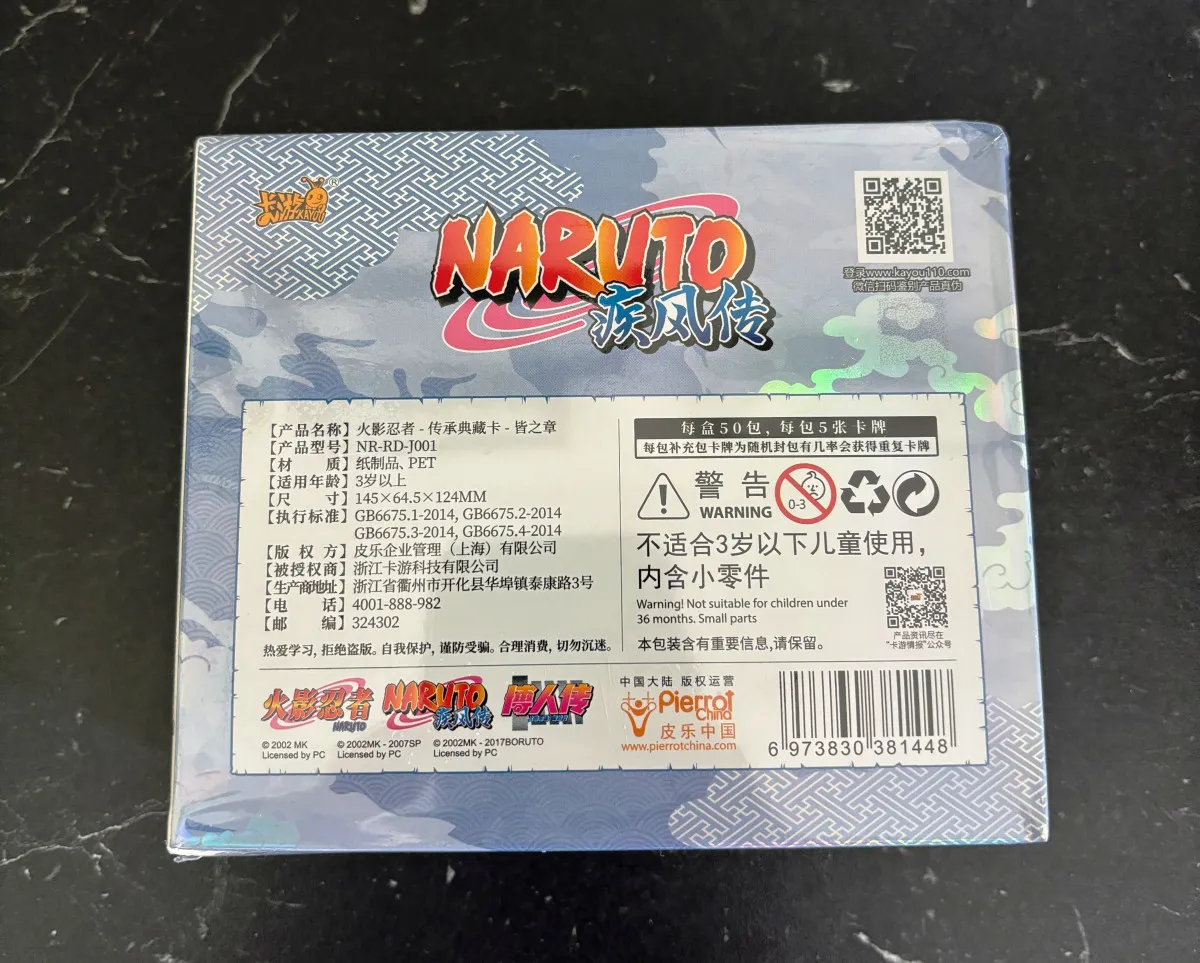 卡游
KAYOU
®
NARUTO
疾风传
登录www.kayou110.com
微信扫码鉴别产品真伪
【产品名称】火影忍者 - 传承典藏卡 - 皆之章
【产品型号】NR-RD-J001
【材 质】纸制品、PET
【适用年龄】3岁以上
【尺 寸】145×64.5×124MM
【执行标准】GB6675.1-2014, GB6675.2-2014
GB6675.3-2014, GB6675.4-2014
【版 权 方】皮乐企业管理（上海）有限公司
【被授权商】浙江卡游科技有限公司
【生产商地址】浙江省衢州市开化县华埠镇泰康路3号
【电 话】4001-888-982
【邮 编】324302
热爱学习, 拒绝盗版。自我保护, 谨防受骗。合理消费, 切勿沉迷。
每盒50包, 每包5张卡牌
每包补充包卡牌为随机封包有几率会获得重复卡牌
警告
WARNING
0-3
不适合3岁以下儿童使用,
内含小零件
Warning! Not suitable for children under
36 months. Small parts
本包装含有重要信息,请保留。
产品资讯尽在
"卡游情报"公众号
火影忍者
NARUTO
NARUTO
疾风传
博人传
© 2002 MK
Licensed by PC
© 2002MK - 2007SP
Licensed by PC
© 2002MK - 2017BORUTO
Licensed by PC
中国大陆 版权运营
Pierrot
China
皮乐中国
www.pierrotchina.com
6 973830 381448